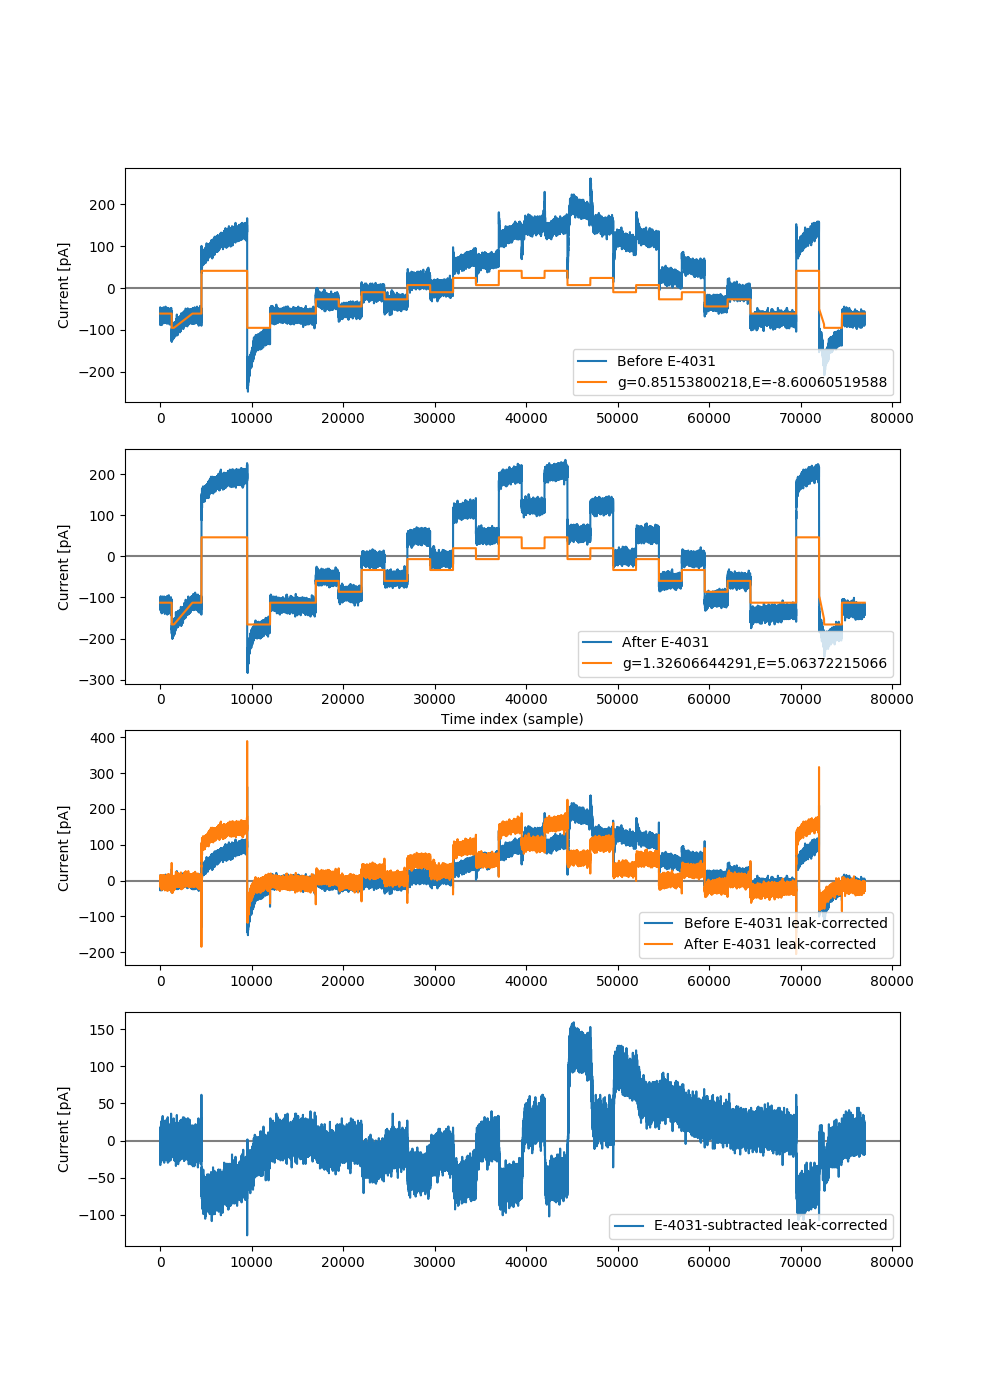 200
100
0
−100
−200
Current [pA]
Before E-4031
g=0.85153800218,E=-8.60060519588
0 10000 20000 30000 40000 50000 60000 70000 80000
200
100
0
−100
−200
−300
Current [pA]
After E-4031
g=1.32606644291,E=5.06372215066
0 10000 20000 30000 40000 50000 60000 70000 80000
Time index (sample)
400
300
200
100
0
−100
−200
Current [pA]
Before E-4031 leak-corrected
After E-4031 leak-corrected
0 10000 20000 30000 40000 50000 60000 70000 80000
150
100
50
0
−50
−100
Current [pA]
E-4031-subtracted leak-corrected
0 10000 20000 30000 40000 50000 60000 70000 80000